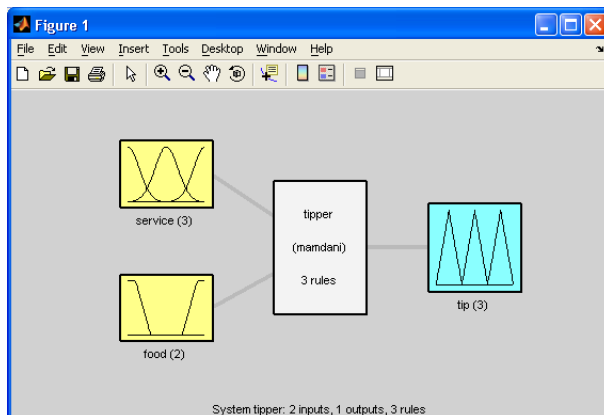 Figure 1
File Edit View Insert Tools Desktop Window Help
service (3)
tipper
(mamdani)
3 rules
tip (3)
food (2)
System tipper: 2 inputs, 1 outputs, 3 rules